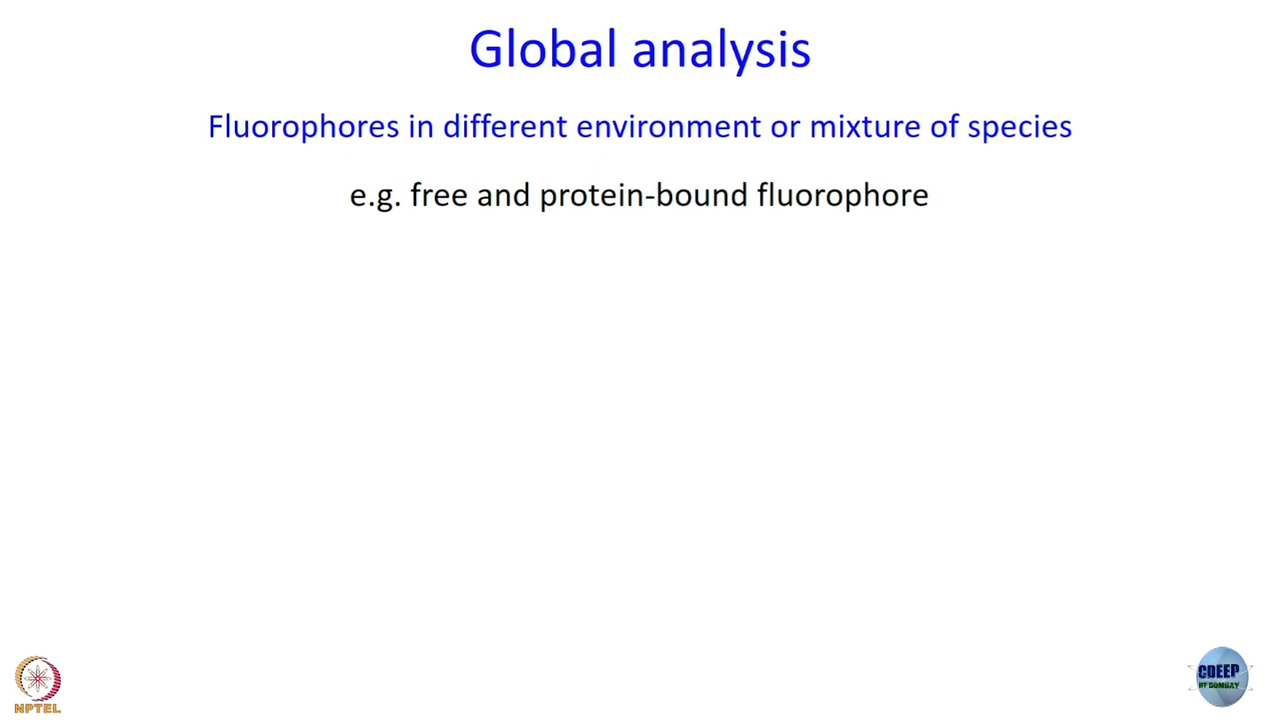 Global analysis
Fluorophores in different environment or mixture of species
e.g. free and protein-bound fluorophore
NPTEL
CDEEP
IIT BOMBAY